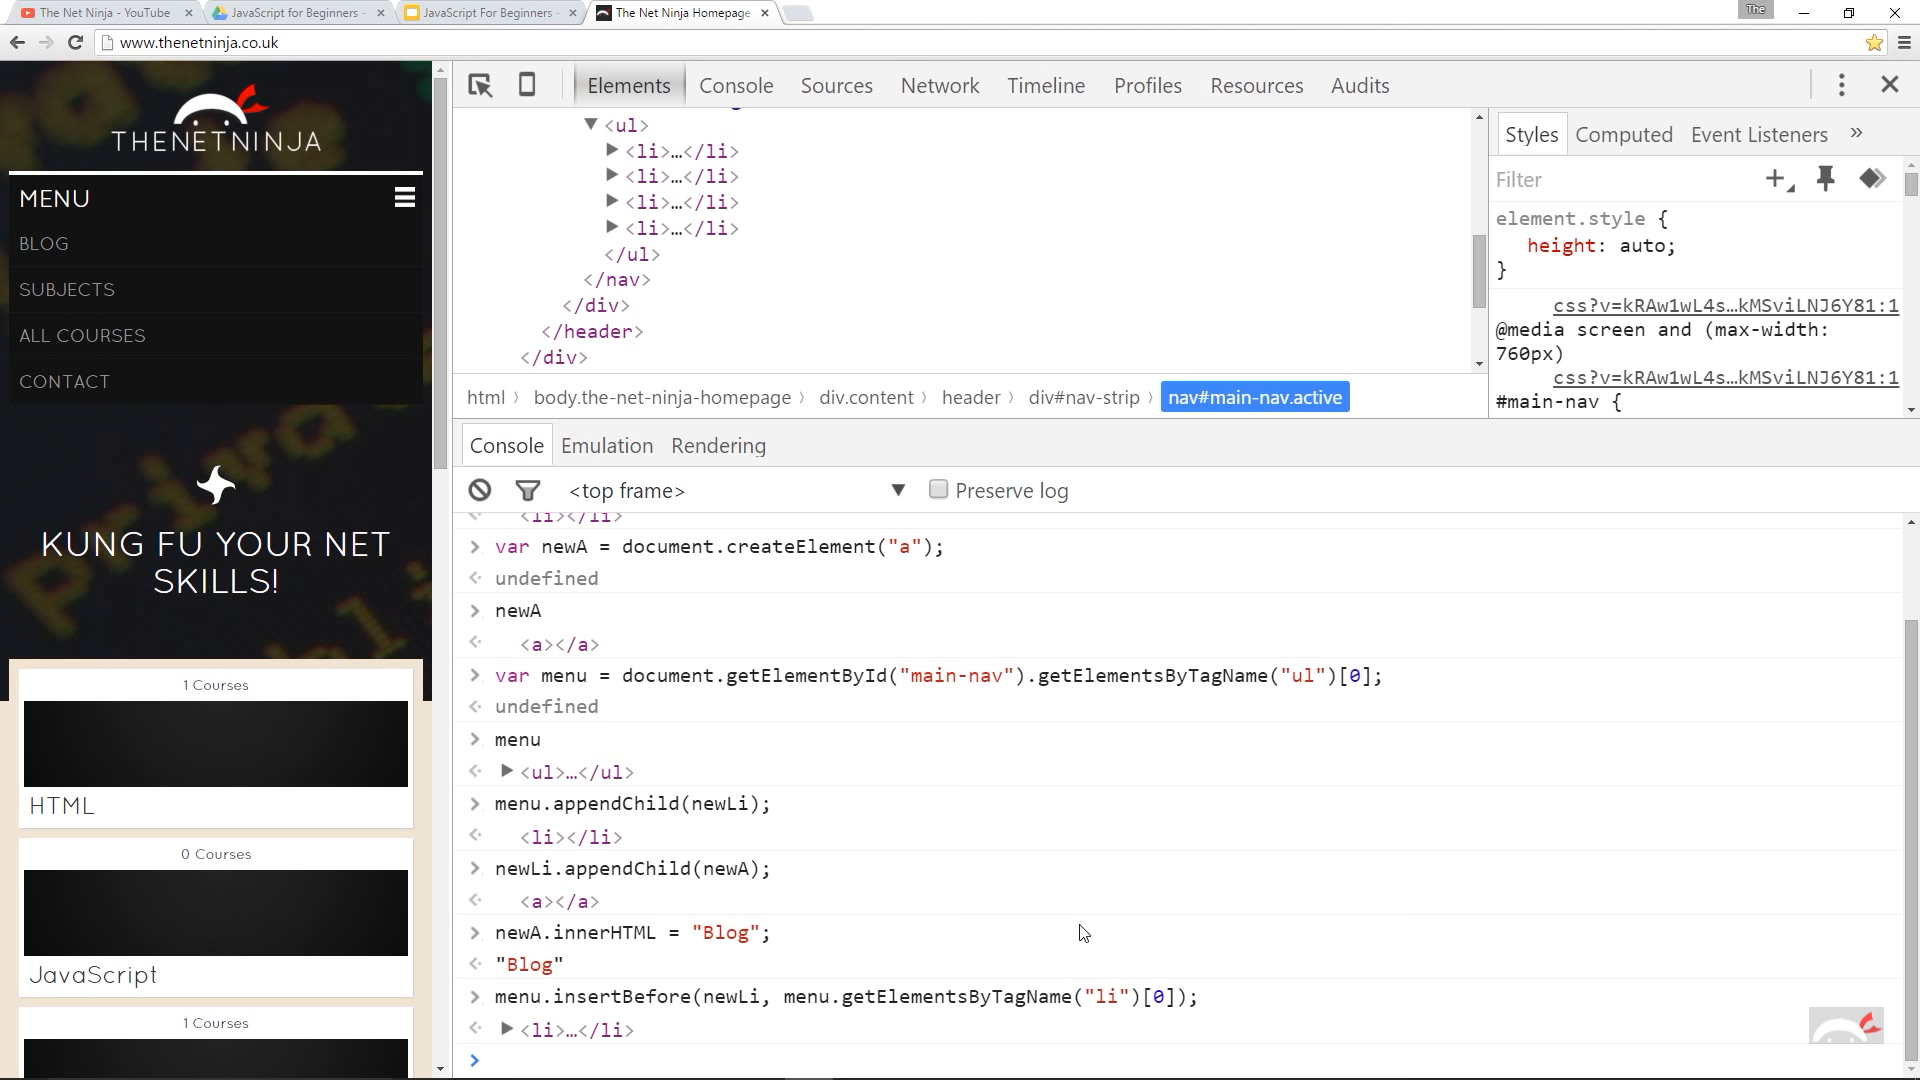 The Net Ninja - YouTube
JavaScript for Beginners -
JavaScript For Beginners -
The Net Ninja Homepage
The
www.thenetninja.co.uk
THENETNINJA
MENU
BLOG
SUBJECTS
ALL COURSES
CONTACT
KUNG FU YOUR NET
SKILLS!
1 Courses
HTML
0 Courses
JavaScript
1 Courses
Elements Console Sources Network Timeline Profiles Resources Audits
<ul>
<li>…</li>
<li>…</li>
<li>…</li>
<li>…</li>
</ul>
</nav>
</div>
</header>
</div>
html body.the-net-ninja-homepage div.content header div#nav-strip nav#main-nav.active
Styles Computed Event Listeners »
Filter
element.style {
height: auto;
}
css?v=kRAw1wL4s…kMSviLNJ6Y81:1
@media screen and (max-width:
760px)
css?v=kRAw1wL4s…kMSviLNJ6Y81:1
#main-nav {
Console Emulation Rendering
<top frame> Preserve log
<li></li>
var newA = document.createElement("a");
undefined
newA
<a></a>
var menu = document.getElementById("main-nav").getElementsByTagName("ul")[0];
undefined
menu
<ul>…</ul>
menu.appendChild(newLi);
<li></li>
newLi.appendChild(newA);
<a></a>
newA.innerHTML = "Blog";
"Blog"
menu.insertBefore(newLi, menu.getElementsByTagName("li")[0]);
<li>…</li>